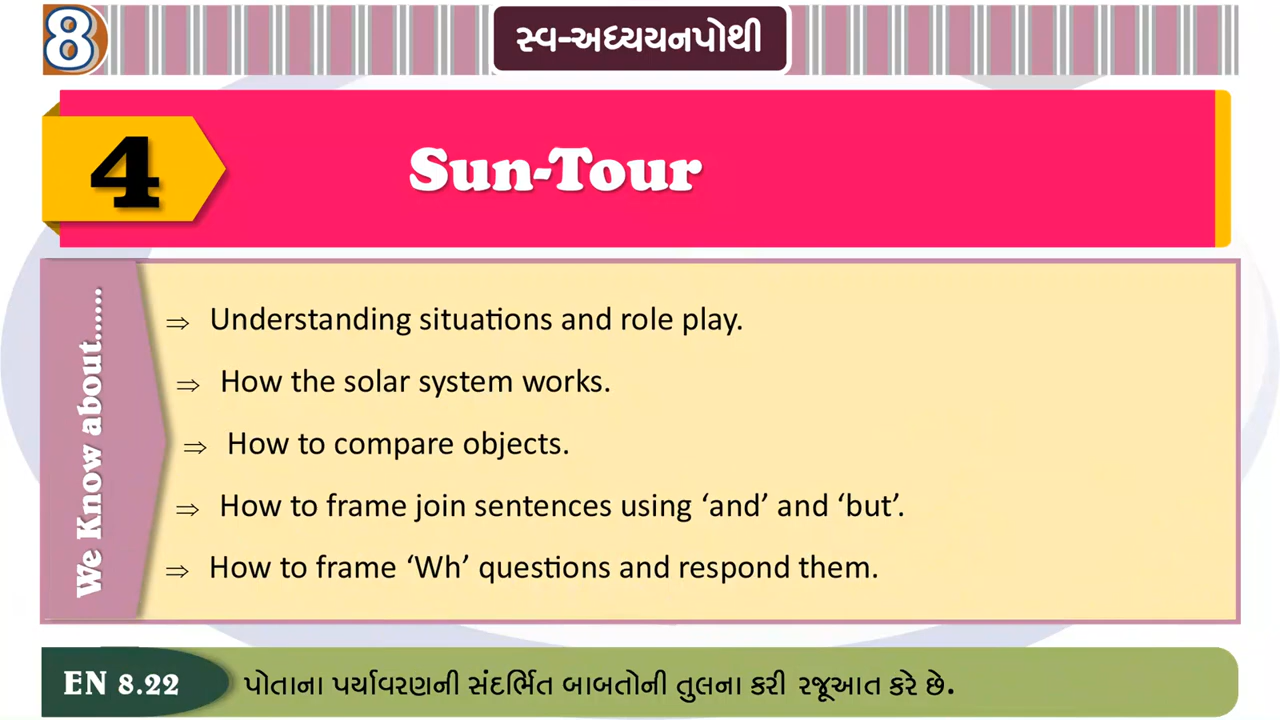 8
સ્વ-અધ્યયનપોથી
4
Sun-Tour
We Know about......
⇒ Understanding situations and role play.
⇒ How the solar system works.
⇒ How to compare objects.
⇒ How to frame join sentences using ‘and’ and ‘but’.
⇒ How to frame ‘Wh’ questions and respond them.
EN 8.22 પોતાના પર્યાવરણની સંદર્ભિત બાબતોની તુલના કરી રજૂઆત કરે છે.